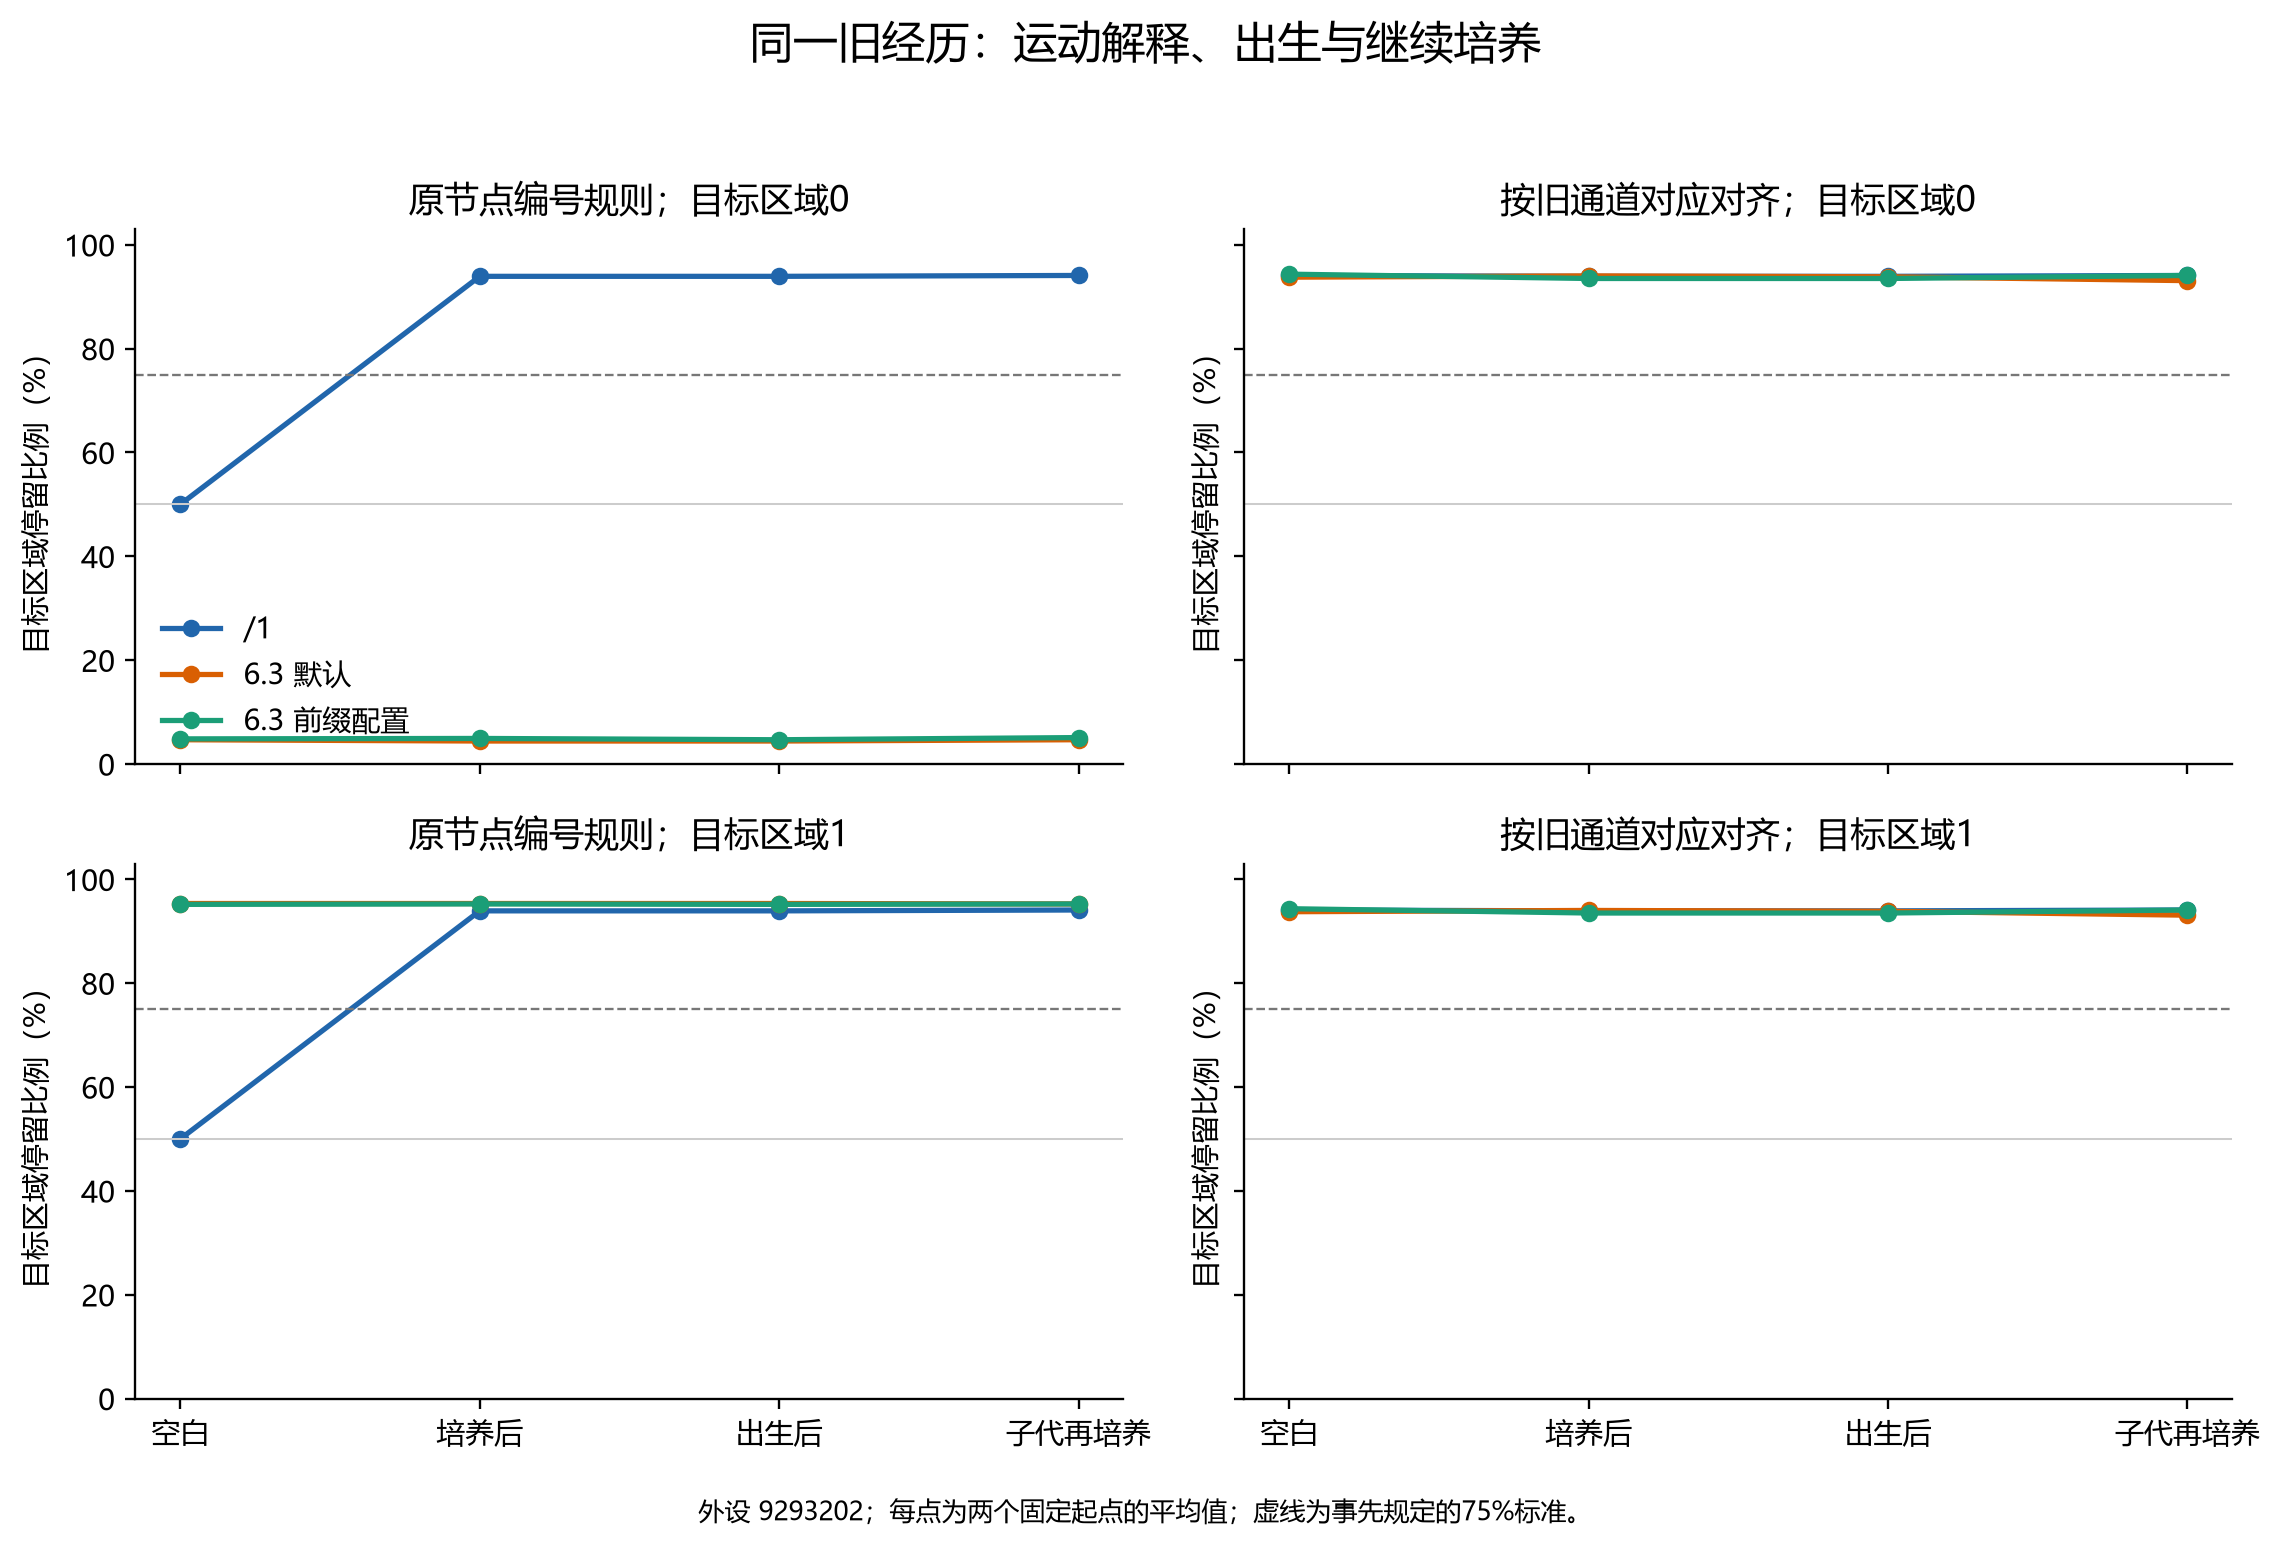 同一旧经历：运动解释、出生与继续培养
原节点编号规则；目标区域0
目标区域停留比例（%）
100
80
60
40
20
0
/1
6.3 默认
6.3 前缀配置
按旧通道对应对齐；目标区域0
目标区域停留比例（%）
原节点编号规则；目标区域1
目标区域停留比例（%）
100
80
60
40
20
0
空白
培养后
出生后
子代再培养
按旧通道对应对齐；目标区域1
目标区域停留比例（%）
空白
培养后
出生后
子代再培养
外设 9293202；每点为两个固定起点的平均值；虚线为事先规定的75%标准。